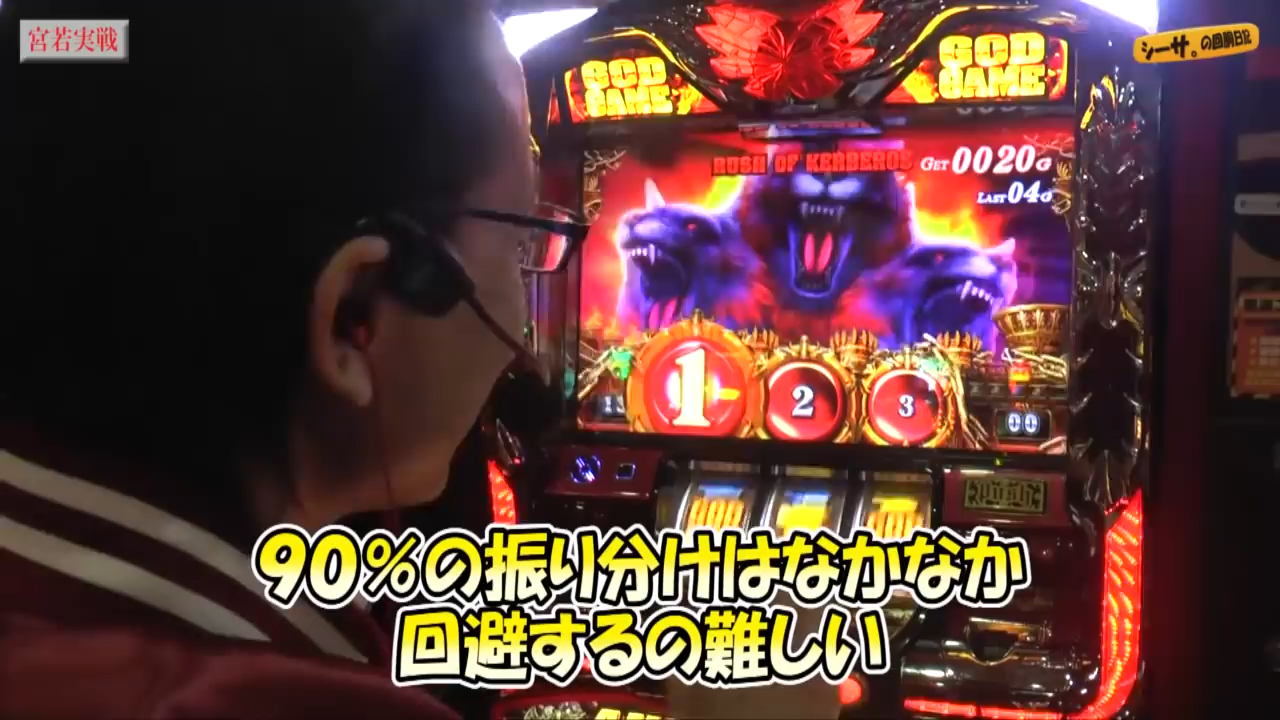 宮若実戦
シーサ。の回胴日記
GOD
GAME
GOD
GAME
RUSH OF KERBEROS
GET 0020G
LAST 04G
1
2
3
13
00
PUSH
90%の振り分けはなかなか
回避するの難しい